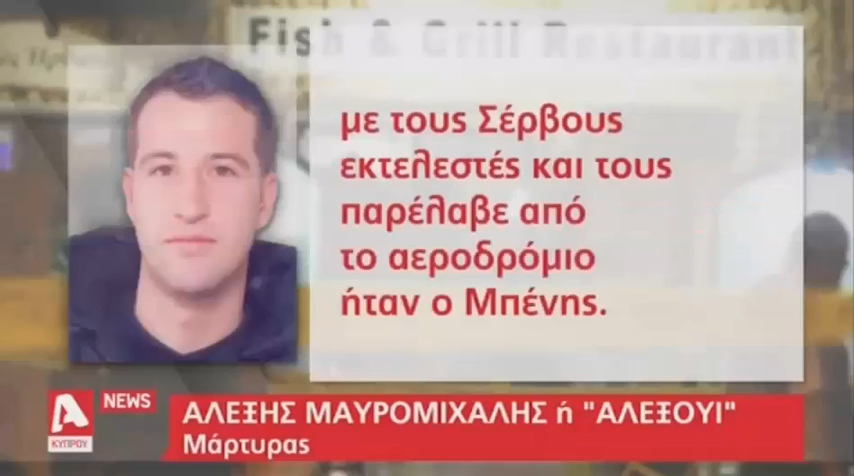 Fish & Grill Restaurant
με τους Σέρβους
εκτελεστές και τους
παρέλαβε από
το αεροδρόμιο
ήταν ο Μπένης.
NEWS
ΚΥΠΡΟΥ
ΑΛΕΞΗΣ ΜΑΥΡΟΜΙΧΑΛΗΣ ή "ΑΛΕΞΟΥΙ"
Μάρτυρας